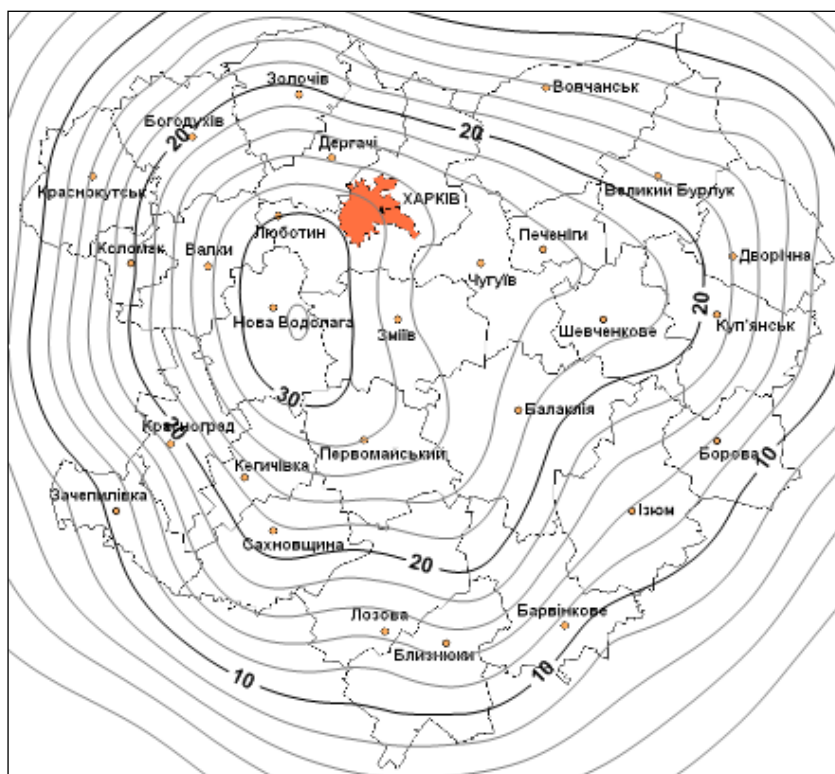 Золочів
Вовчанськ
Богодухів
20
20
Дергачі
Краснокутськ
Великий Бурлук
ХАРКІВ
Люботин
Печеніги
Коломак
Валки
Дворічна
Чугуїв
20
Нова Водолага
Зміїв
Шевченкове
Куп'янськ
30
Балаклія
Красноград
20
Первомайський
Борова
10
Кегичівка
Зачепилівка
Ізюм
Сахновщина
20
Лозова
Барвінкове
Близнюки
10
10